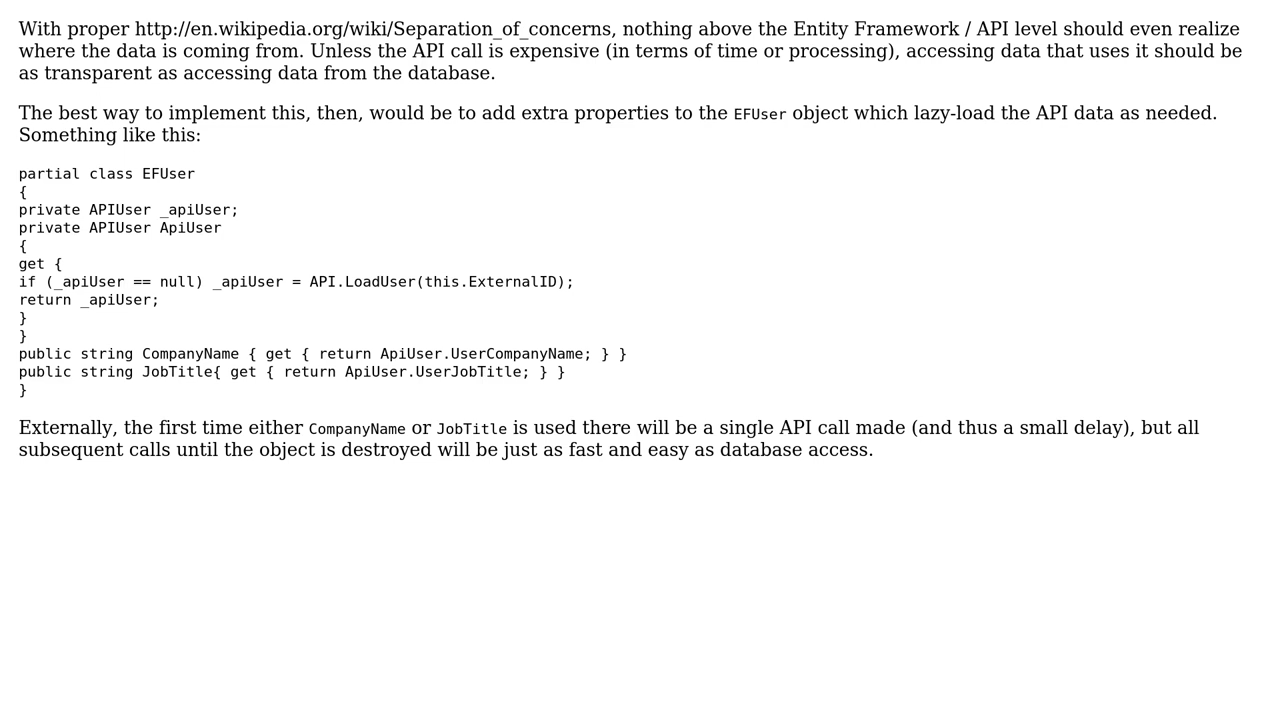 With proper http://en.wikipedia.org/wiki/Separation_of_concerns, nothing above the Entity Framework / API level should even realize
where the data is coming from. Unless the API call is expensive (in terms of time or processing), accessing data that uses it should be
as transparent as accessing data from the database.
The best way to implement this, then, would be to add extra properties to the EFUser object which lazy-load the API data as needed.
Something like this:
partial class EFUser
{
private APIUser _apiUser;
private APIUser ApiUser
{
get {
if (_apiUser == null) _apiUser = API.LoadUser(this.ExternalID);
return _apiUser;
}
}
public string CompanyName { get { return ApiUser.UserCompanyName; } }
public string JobTitle{ get { return ApiUser.UserJobTitle; } }
}
Externally, the first time either CompanyName or JobTitle is used there will be a single API call made (and thus a small delay), but all
subsequent calls until the object is destroyed will be just as fast and easy as database access.